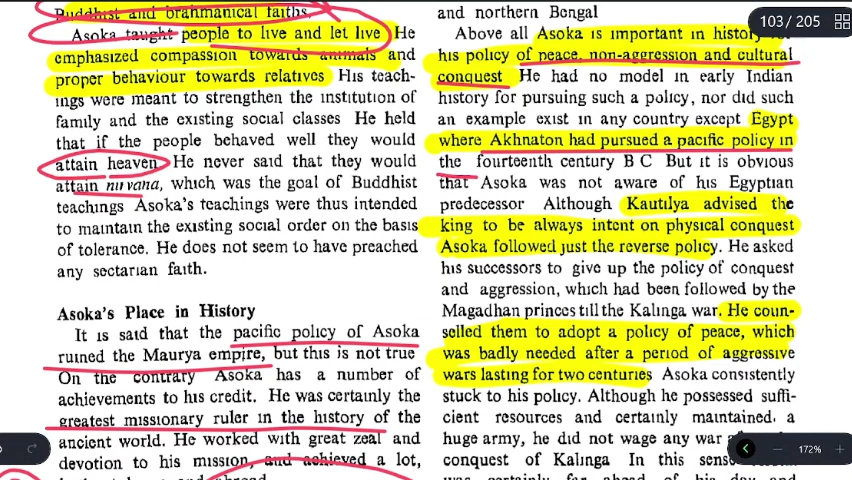 Buddhist and brahmanical faiths.
Asoka taught people to live and let live He
emphasized compassion towards animals and
proper behaviour towards relatives His teach-
ings were meant to strengthen the institution of
family and the existing social classes He held
that if the people behaved well they would
attain heaven He never said that they would
attain nirvana, which was the goal of Buddhist
teachings Asoka's teachings were thus intended
to maintain the existing social order on the basis
of tolerance. He does not seem to have preached
any sectarian faith.
Asoka's Place in History
It is said that the pacific policy of Asoka
ruined the Maurya empire, but this is not true
On the contrary Asoka has a number of
achievements to his credit. He was certainly the
greatest missionary ruler in the history of the
ancient world. He worked with great zeal and
devotion to his mission, and achieved a lot,
abroad
and northern Bengal
Above all Asoka is important in history
his policy of peace, non-aggression and cultural
conquest He had no model in early Indian
history for pursuing such a policy, nor did such
an example exist in any country except Egypt
where Akhnaton had pursued a pacific policy in
the fourteenth century B C But it is obvious
that Asoka was not aware of his Egyptian
predecessor Although Kautilya advised the
king to be always intent on physical conquest
Asoka followed just the reverse policy. He asked
his successors to give up the policy of conquest
and aggression, which had been followed by the
Magadhan princes till the Kalinga war. He coun-
selled them to adopt a policy of peace, which
was badly needed after a period of aggressive
wars lasting for two centuries Asoka consistently
stuck to his policy. Although he possessed suffi-
cient resources and certainly maintained a
huge army, he did not wage any war
conquest of Kalinga In this sense
was certainly far ahead of his day and
103 / 205
172%